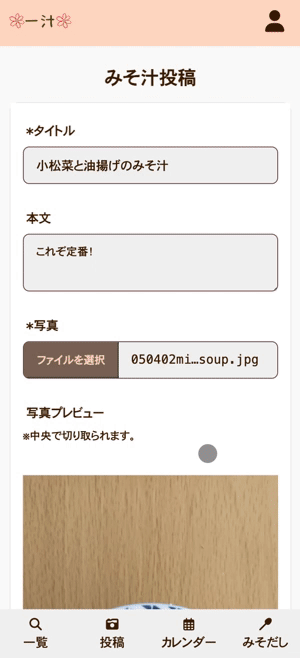 一汁
みそ汁投稿
*タイトル
小松菜と油揚げのみそ汁
本文
これぞ定番!
*写真
ファイルを選択 050402mi…soup.jpg
写真プレビュー
※中央で切り取られます。
一覧 投稿 カレンダー みそだし